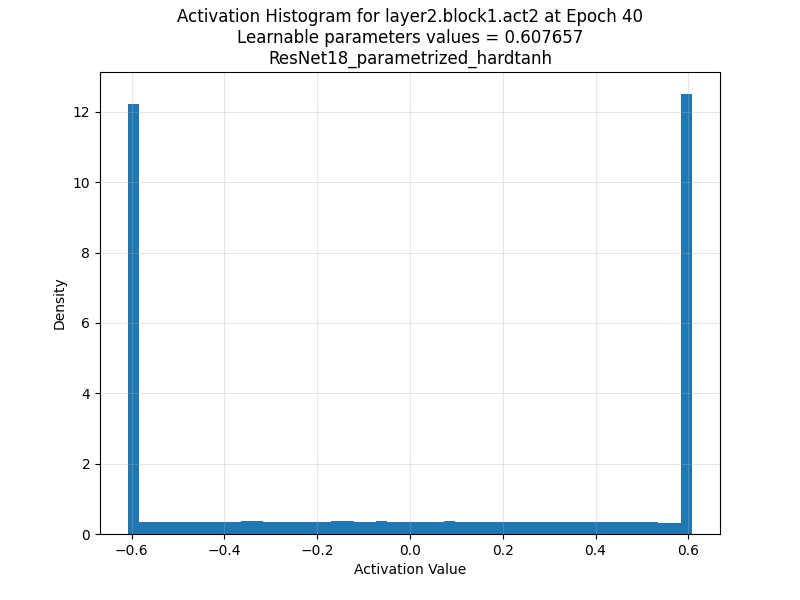 Activation Histogram for layer2.block1.act2 at Epoch 40
Learnable parameters values = 0.607657
ResNet18_parametrized_hardtanh
12
10
8
6
4
2
0
Density
−0.6
−0.4
−0.2
0.0
0.2
0.4
0.6
Activation Value